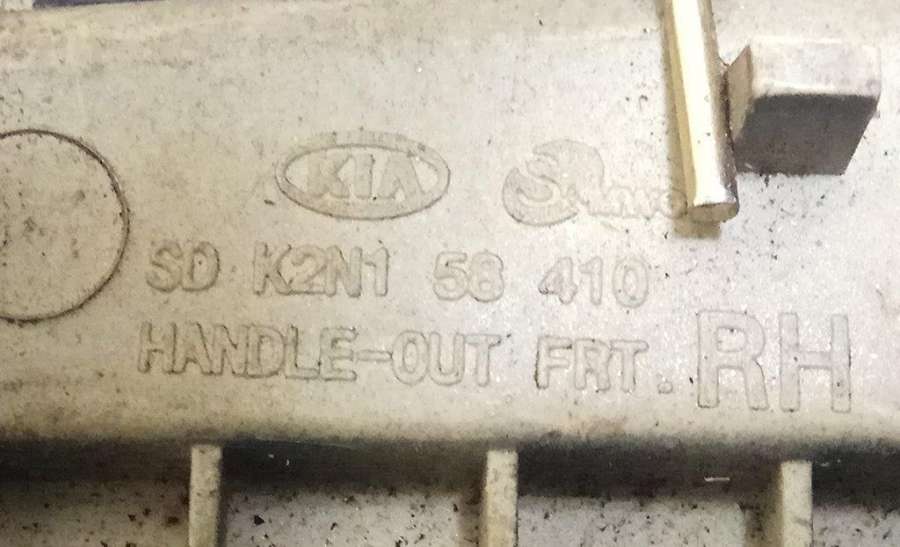 KIA
SD K2N1 58 410
HANDLE-OUT FRT. RH